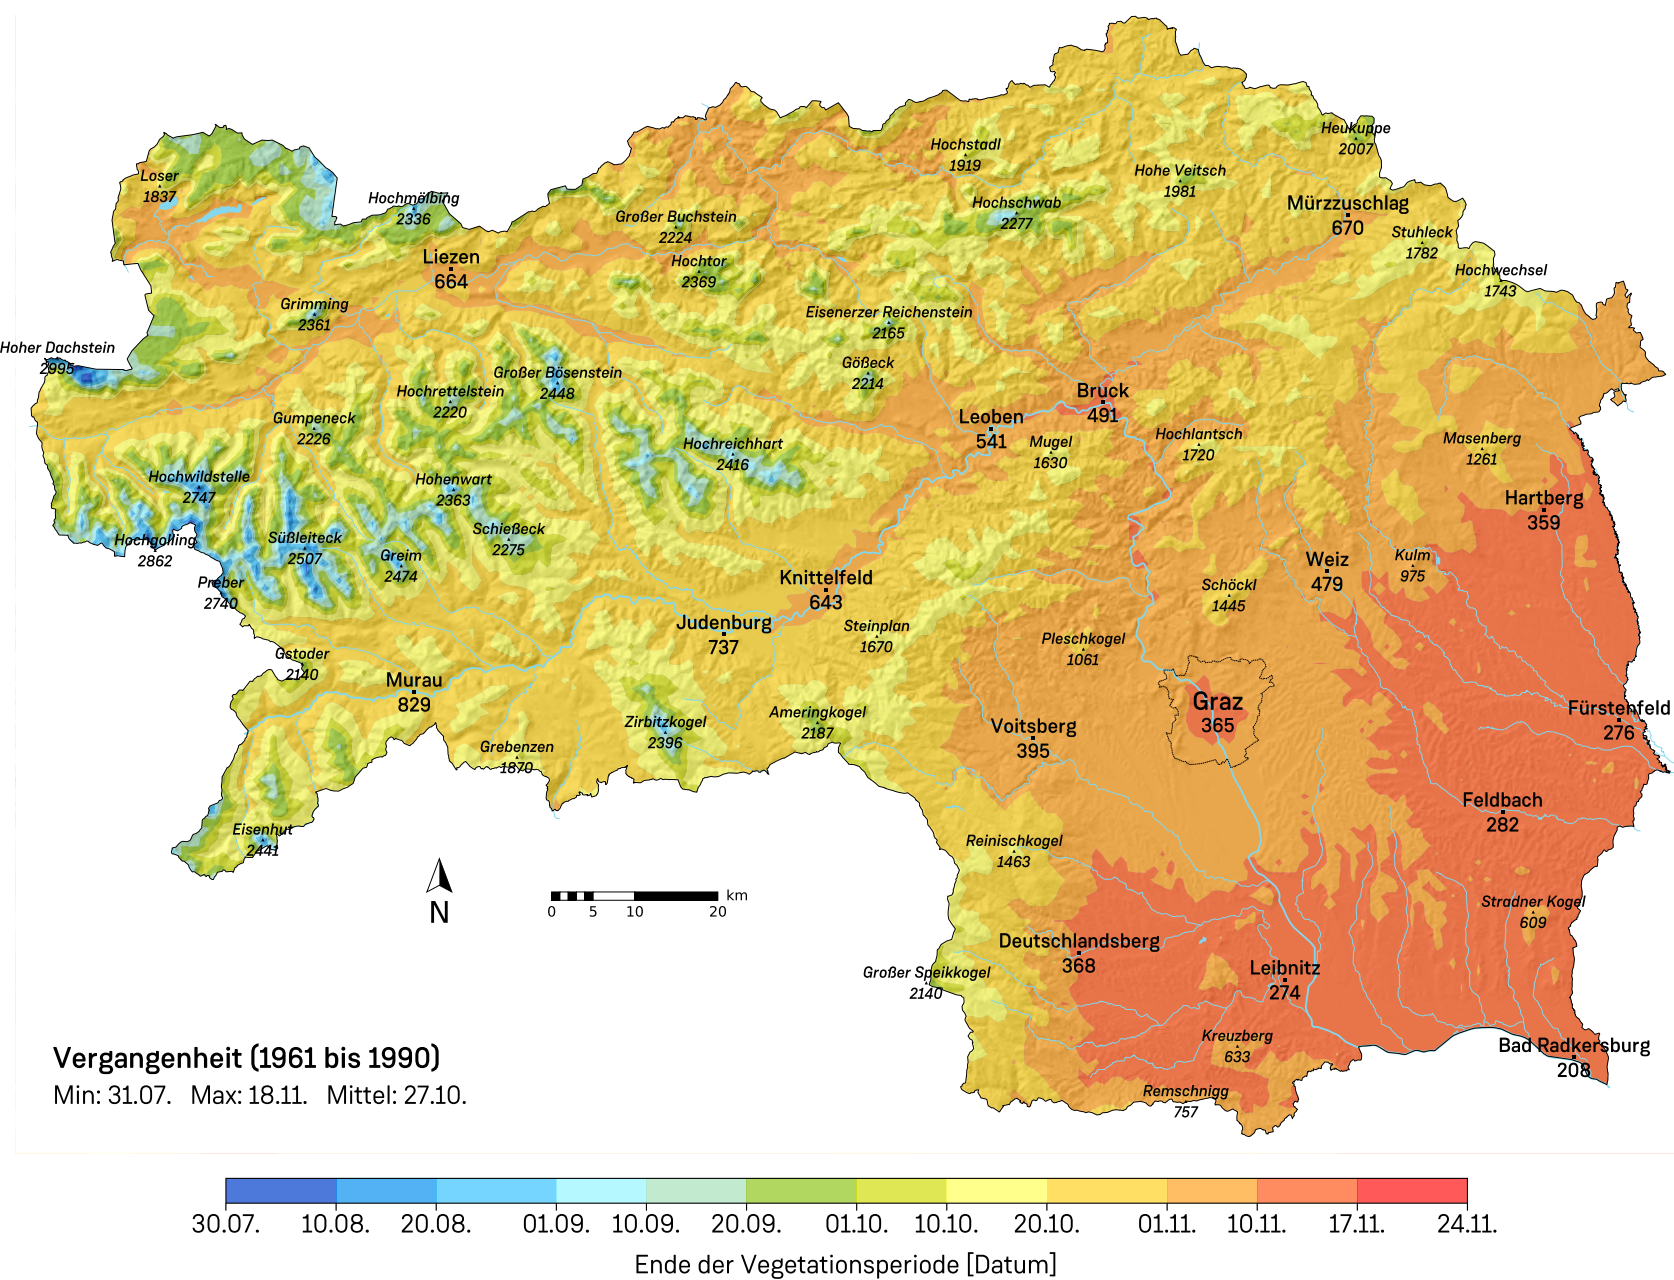 Heukuppe
2007
Hochstadl
1919
Hohe Veitsch
1981
Loser
1837
Hochmölbing
2336
Hochschwab
2277
Mürzzuschlag
670
Großer Buchstein
2224
Stuhleck
1782
Liezen
664
Hochtor
2369
Hochwechsel
1743
Grimming
2361
Eisenerzer Reichenstein
2165
Hoher Dachstein
2995
Gößeck
2214
Großer Bösenstein
2448
Hochrettelstein
2220
Bruck
491
Gumpeneck
2226
Leoben
541
Mugel
1630
Hochlantsch
1720
Masenberg
1261
Hochreichhart
2416
Hochwildstelle
2747
Hohenwart
2363
Hartberg
359
Schießeck
2275
Hochgolling
2862
Süßleiteck
2507
Greim
2474
Weiz
479
Kulm
975
Preber
2740
Knittelfeld
643
Schöckl
1445
Judenburg
737
Steinplan
1670
Pleschkogel
1061
Gstoder
2140
Murau
829
Graz
365
Fürstenfeld
276
Zirbitzkogel
2396
Ameringkogel
2187
Voitsberg
395
Grebenzen
1870
Feldbach
282
Eisenhut
2441
Reinischkogel
1463
N
km
0 5 10 20
Stradner Kogel
609
Deutschlandsberg
368
Großer Speikkogel
2140
Leibnitz
274
Kreuzberg
633
Bad Radkersburg
208
Remschnigg
757
Vergangenheit (1961 bis 1990)
Min: 31.07. Max: 18.11. Mittel: 27.10.
30.07. 10.08. 20.08. 01.09. 10.09. 20.09. 01.10. 10.10. 20.10. 01.11. 10.11. 17.11. 24.11.
Ende der Vegetationsperiode [Datum]